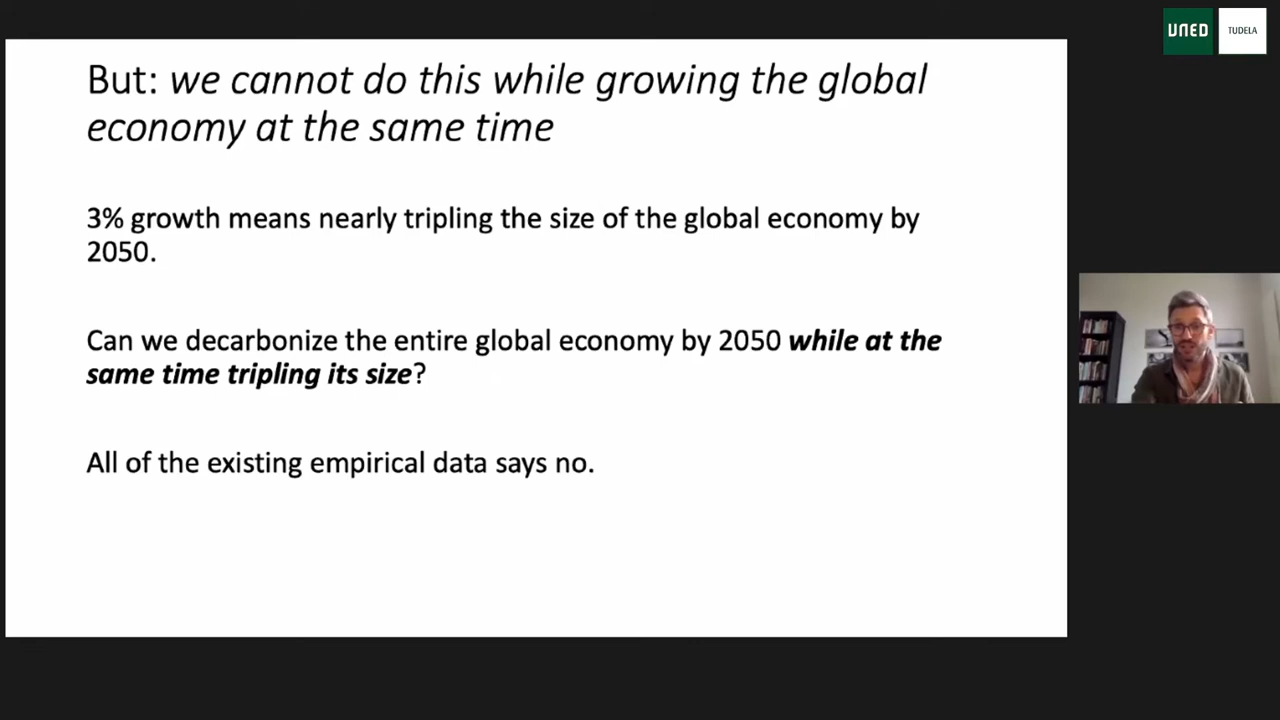 UNED
TUDELA
But: we cannot do this while growing the global
economy at the same time
3% growth means nearly tripling the size of the global economy by
2050.
Can we decarbonize the entire global economy by 2050 while at the
same time tripling its size?
All of the existing empirical data says no.